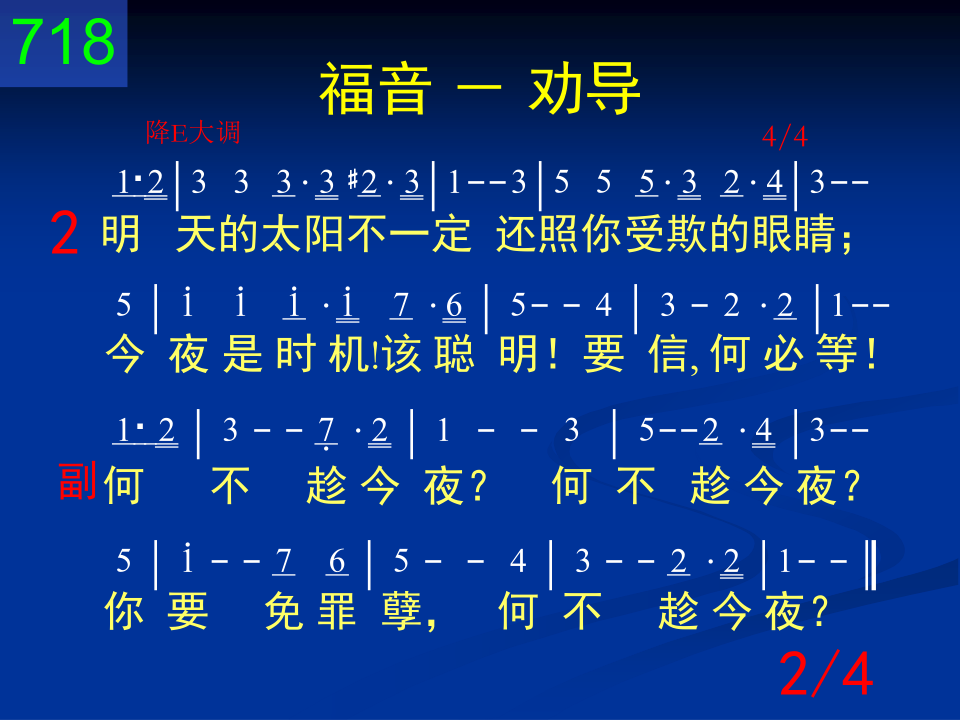 718
福音 － 劝导
降E大调 4/4
1·2|3 3 3·3 #2·3|1--3|5 5 5·3 2·4|3--
2 明 天的太阳不一定 还照你受欺的眼睛；
5 | i i i·i 7·6 | 5--4 | 3-2·2 |1--
今 夜 是 时 机!该 聪 明！要 信, 何 必 等！
1·2 | 3--7̣·2 | 1--3 | 5--2·4 |3--
副 何 不 趁 今 夜？ 何 不 趁 今 夜？
5 | i--7 6 | 5--4 | 3--2·2 |1--‖
你 要 免 罪 孽， 何 不 趁 今 夜？
2/4